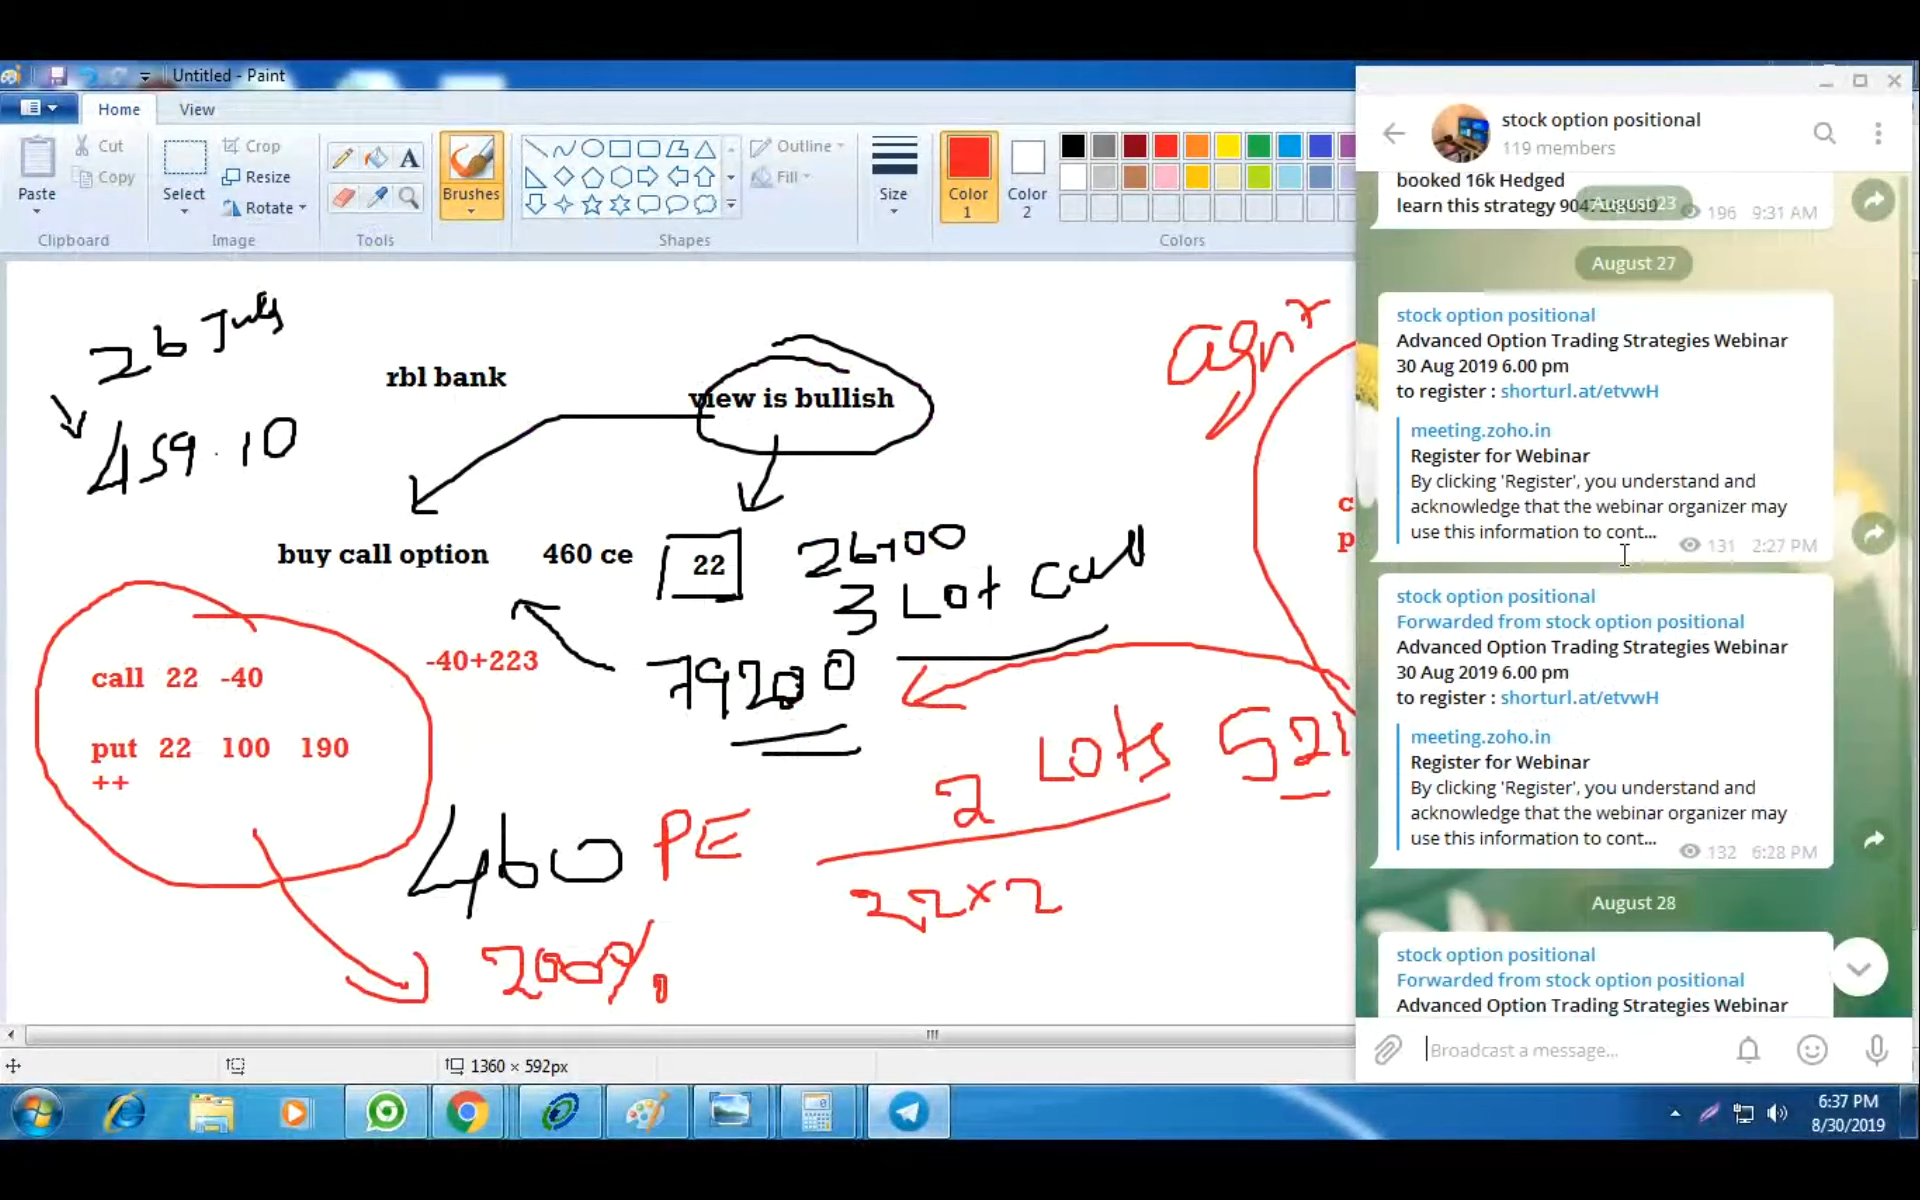 Untitled - Paint
Home
View
Paste
Cut
Copy
Clipboard
Select
Crop
Resize
Rotate
Image
Tools
Brushes
Shapes
Outline
Fill
Size
Color 1
Color 2
Colors
26 July
459.10
rbl bank
view is bullish
buy call option 460 ce 22
26400
3 Lot Call
79200
call 22 -40
-40+223
put 22 100 190
++
460 PE
2 Lots 521
22×2
200%
agnr
c
p
1360 × 592px
stock option positional
119 members
booked 16k Hedged
learn this strategy
August 23
196 9:31 AM
August 27
stock option positional
Advanced Option Trading Strategies Webinar
30 Aug 2019 6.00 pm
to register : shorturl.at/etvwH
meeting.zoho.in
Register for Webinar
By clicking 'Register', you understand and
acknowledge that the webinar organizer may
use this information to cont...
131 2:27 PM
stock option positional
Forwarded from stock option positional
Advanced Option Trading Strategies Webinar
30 Aug 2019 6.00 pm
to register : shorturl.at/etvwH
meeting.zoho.in
Register for Webinar
By clicking 'Register', you understand and
acknowledge that the webinar organizer may
use this information to cont...
132 6:28 PM
August 28
stock option positional
Forwarded from stock option positional
Advanced Option Trading Strategies Webinar
Broadcast a message...
6:37 PM
8/30/2019